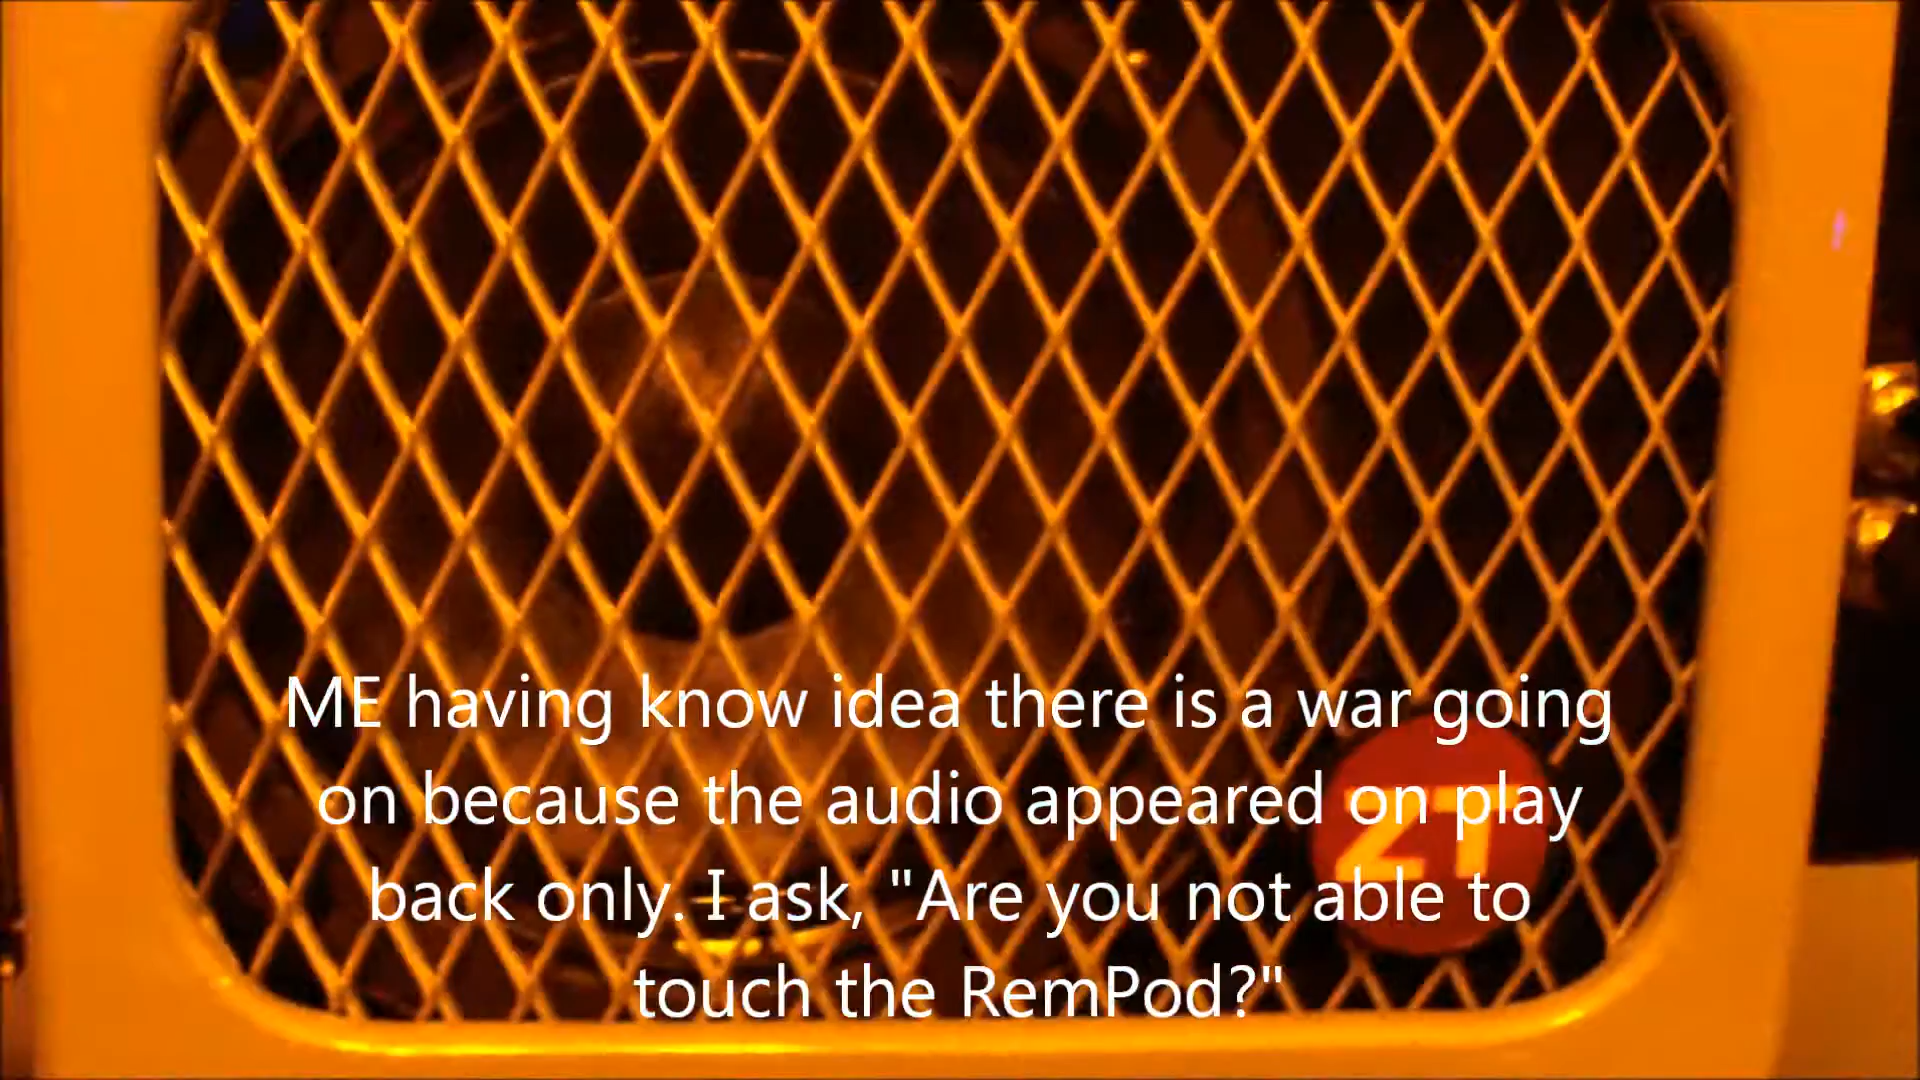 ME having know idea there is a war going
on because the audio appeared on play
back only. I ask, "Are you not able to
touch the RemPod?"
ZT